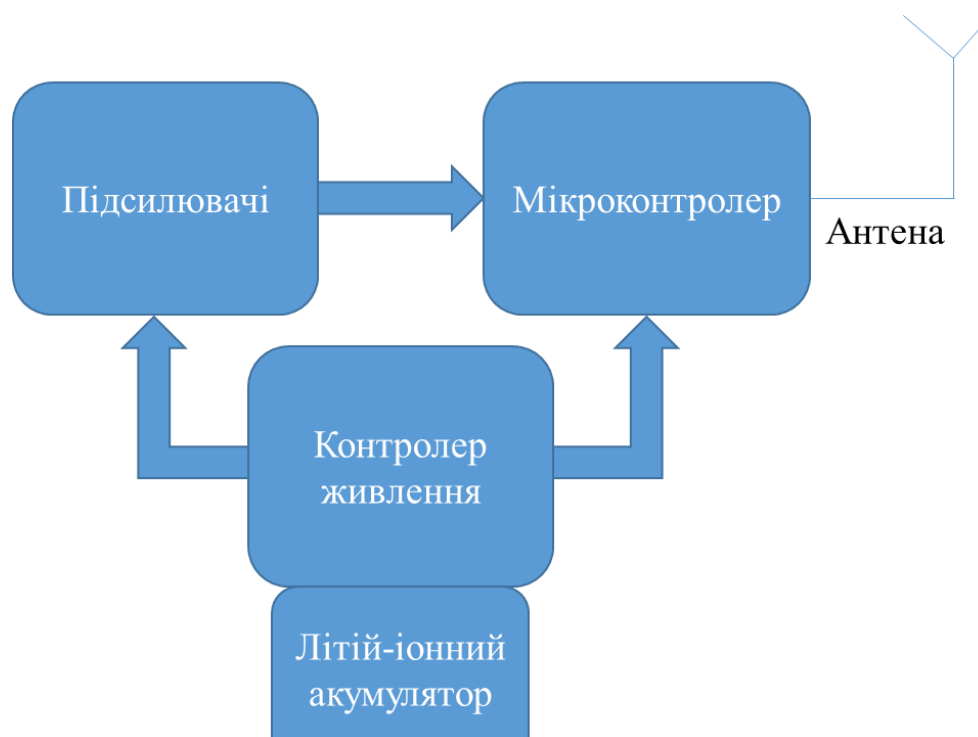 Підсилювачі
Мікроконтролер
Антена
Контролер
живлення
Літій-іонний
акумулятор